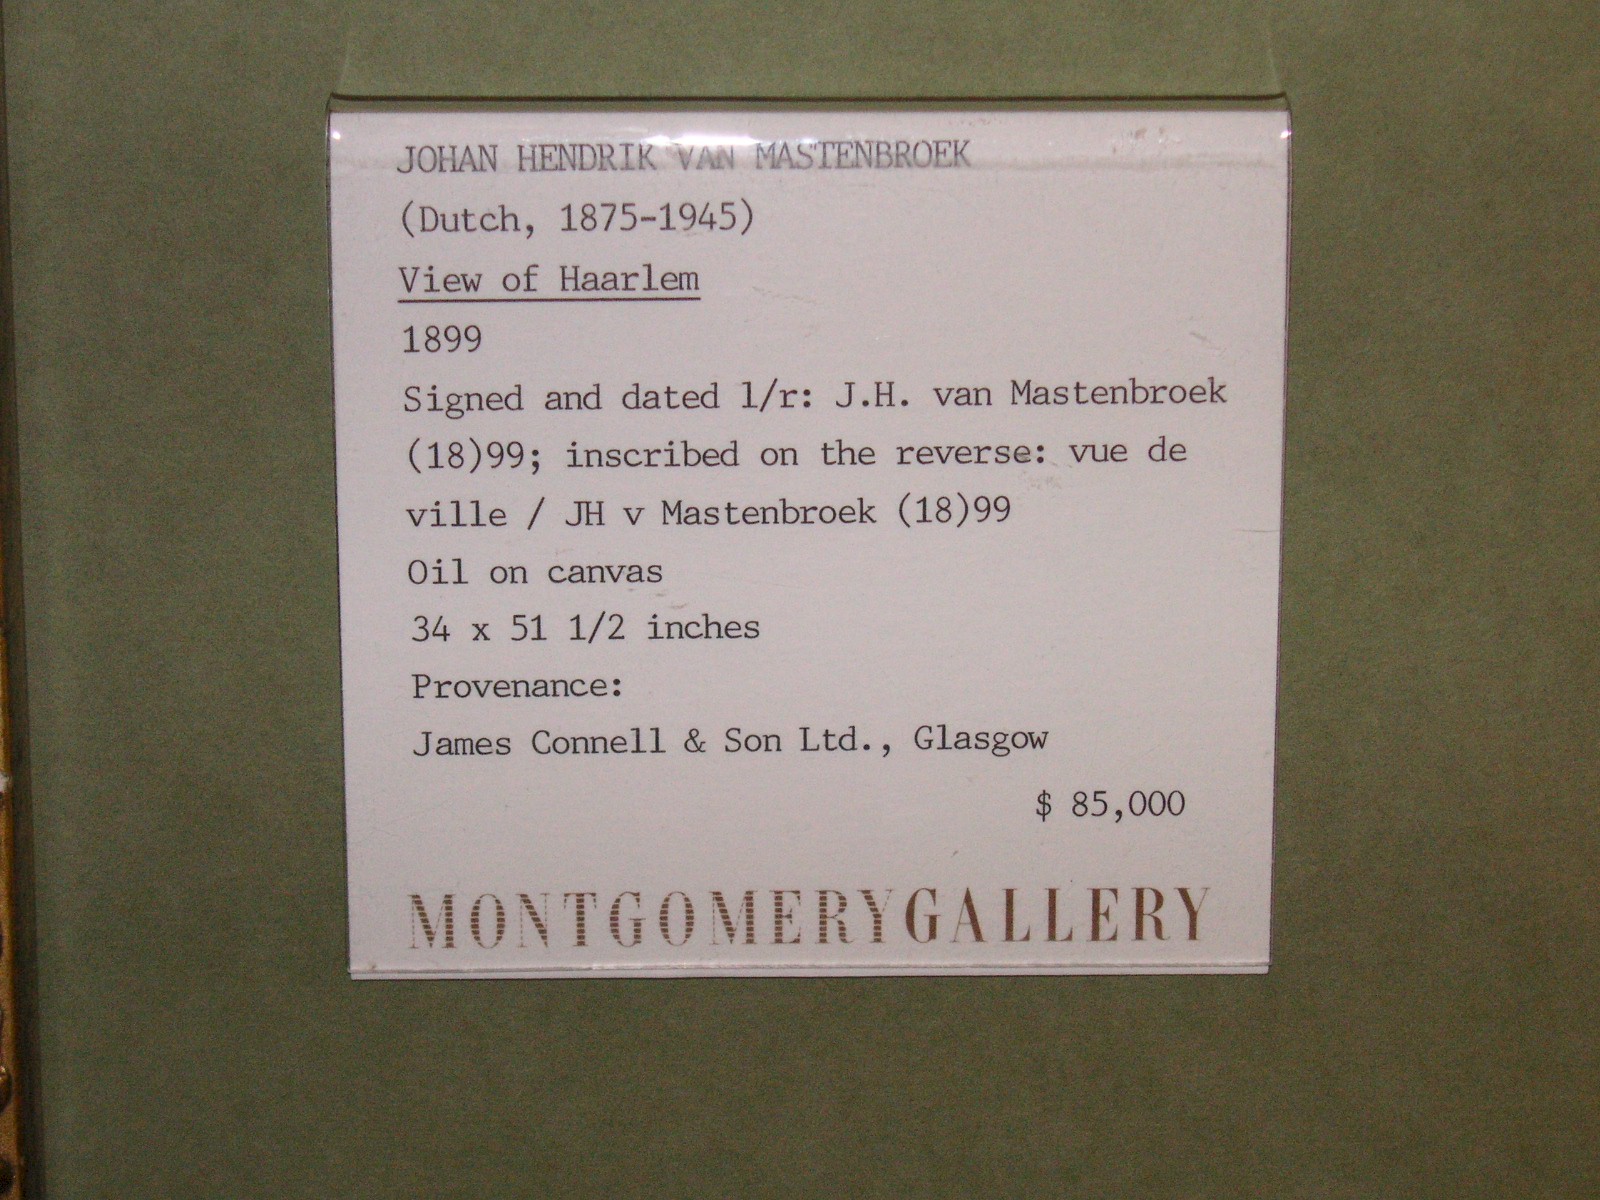 JOHAN HENDRIK VAN MASTENBROEK
(Dutch, 1875-1945)
View of Haarlem
1899
Signed and dated l/r: J.H. van Mastenbroek
(18)99; inscribed on the reverse: vue de
ville / JH v Mastenbroek (18)99
Oil on canvas
34 x 51 1/2 inches
Provenance:
James Connell & Son Ltd., Glasgow
$ 85,000
MONTGOMERYGALLERY